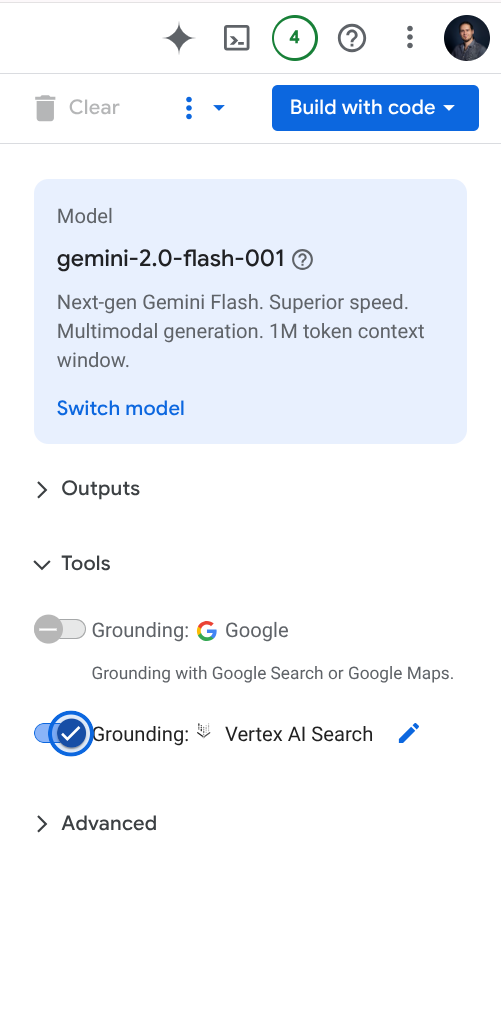 4
Clear
Build with code
Model
gemini-2.0-flash-001
Next-gen Gemini Flash. Superior speed.
Multimodal generation. 1M token context
window.
Switch model
Outputs
Tools
Grounding: Google
Grounding with Google Search or Google Maps.
Grounding: Vertex AI Search
Advanced